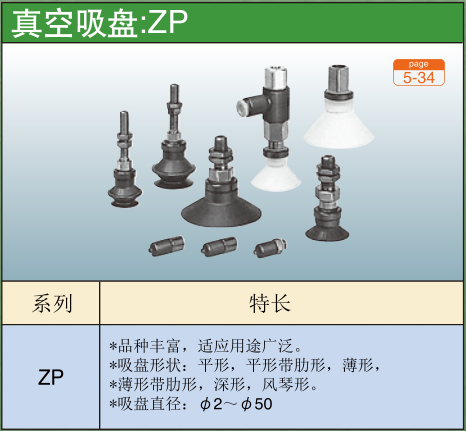 真空吸盘:ZP
page
5-34
系列 特长
ZP
*品种丰富，适应用途广泛。
*吸盘形状：平形，平形带肋形，薄形，
*薄形带肋形，深形，风琴形。
*吸盘直径：φ2～φ50